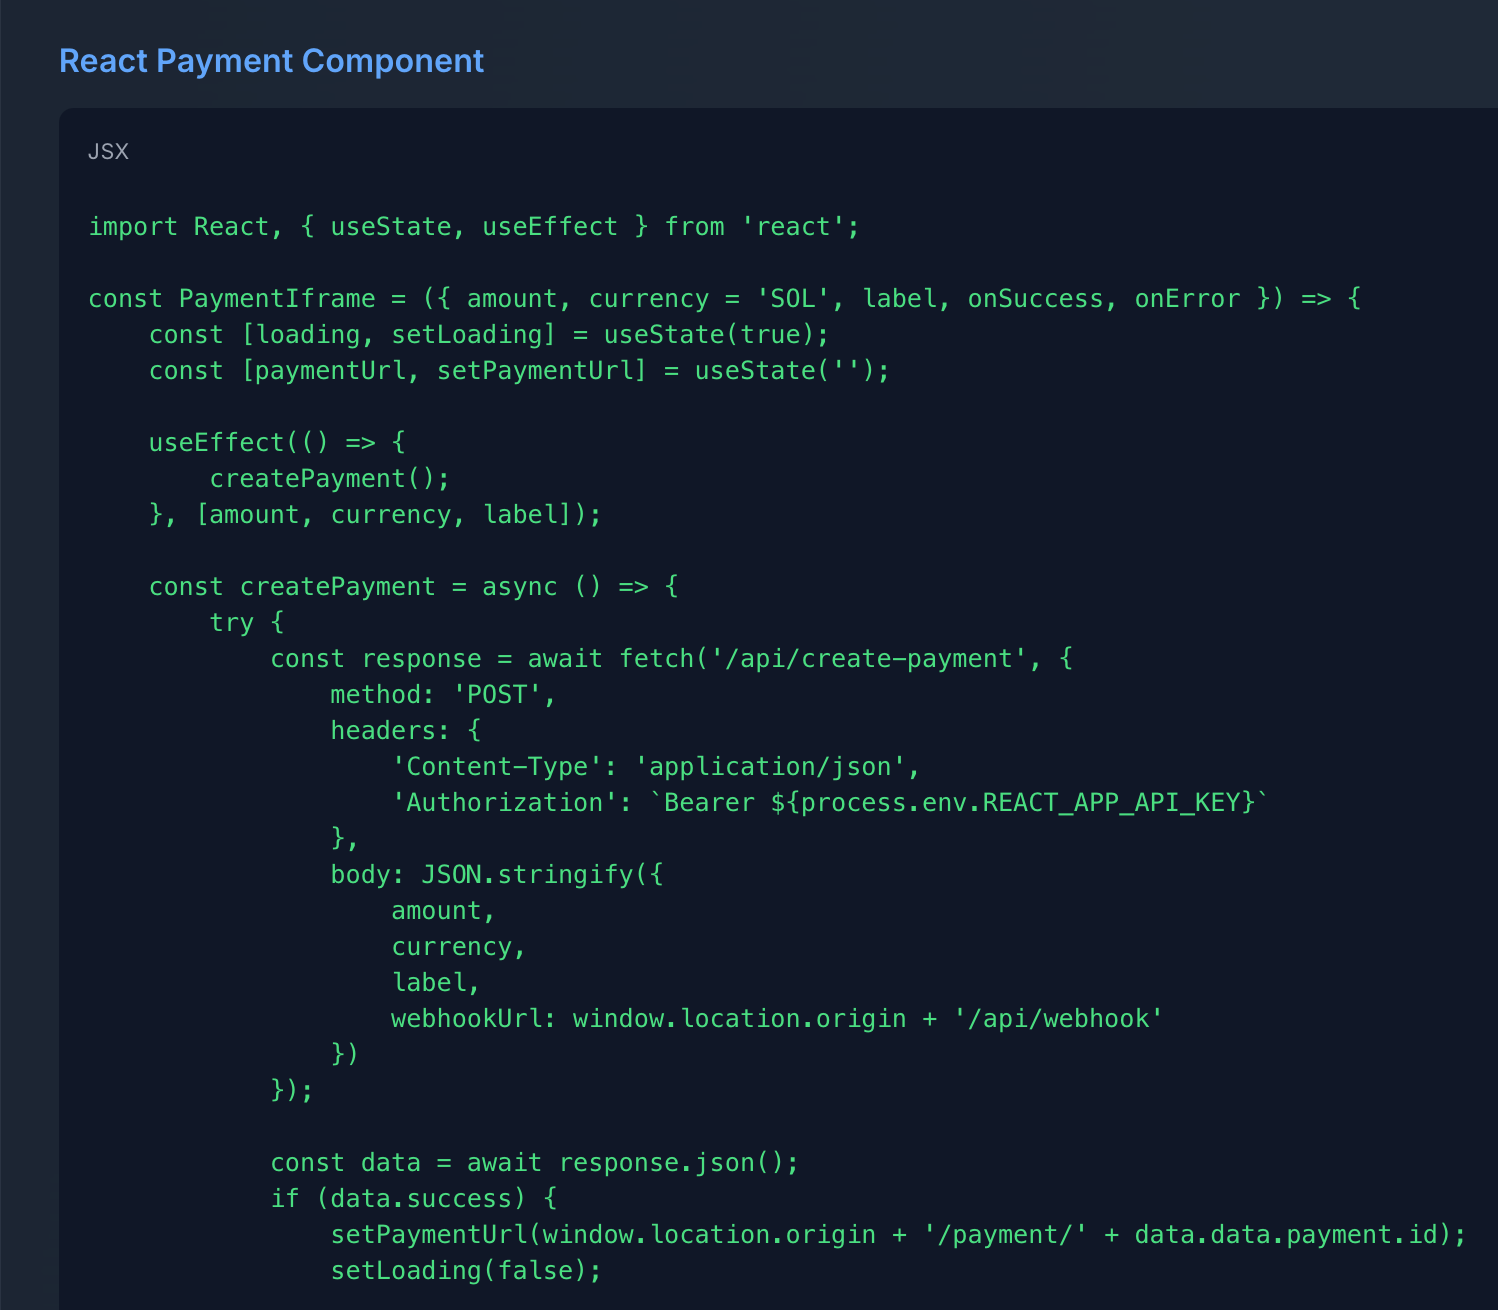 React Payment Component
JSX
import React, { useState, useEffect } from 'react';
const PaymentIframe = ({ amount, currency = 'SOL', label, onSuccess, onError }) => {
const [loading, setLoading] = useState(true);
const [paymentUrl, setPaymentUrl] = useState('');
useEffect(() => {
createPayment();
}, [amount, currency, label]);
const createPayment = async () => {
try {
const response = await fetch('/api/create-payment', {
method: 'POST',
headers: {
'Content-Type': 'application/json',
'Authorization': `Bearer ${process.env.REACT_APP_API_KEY}`
},
body: JSON.stringify({
amount,
currency,
label,
webhookUrl: window.location.origin + '/api/webhook'
})
});
const data = await response.json();
if (data.success) {
setPaymentUrl(window.location.origin + '/payment/' + data.data.payment.id);
setLoading(false);